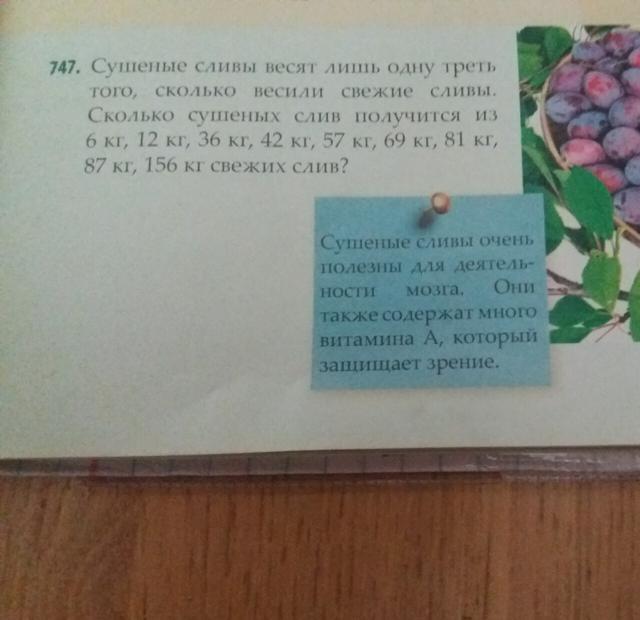 747. Сушеные сливы весят лишь одну треть
того, сколько весили свежие сливы.
Сколько сушеных слив получится из
6 кг, 12 кг, 36 кг, 42 кг, 57 кг, 69 кг, 81 кг,
87 кг, 156 кг свежих слив?
Сушеные сливы очень
полезны для деятель-
ности мозга. Они
также содержат много
витамина А, который
защищает зрение.